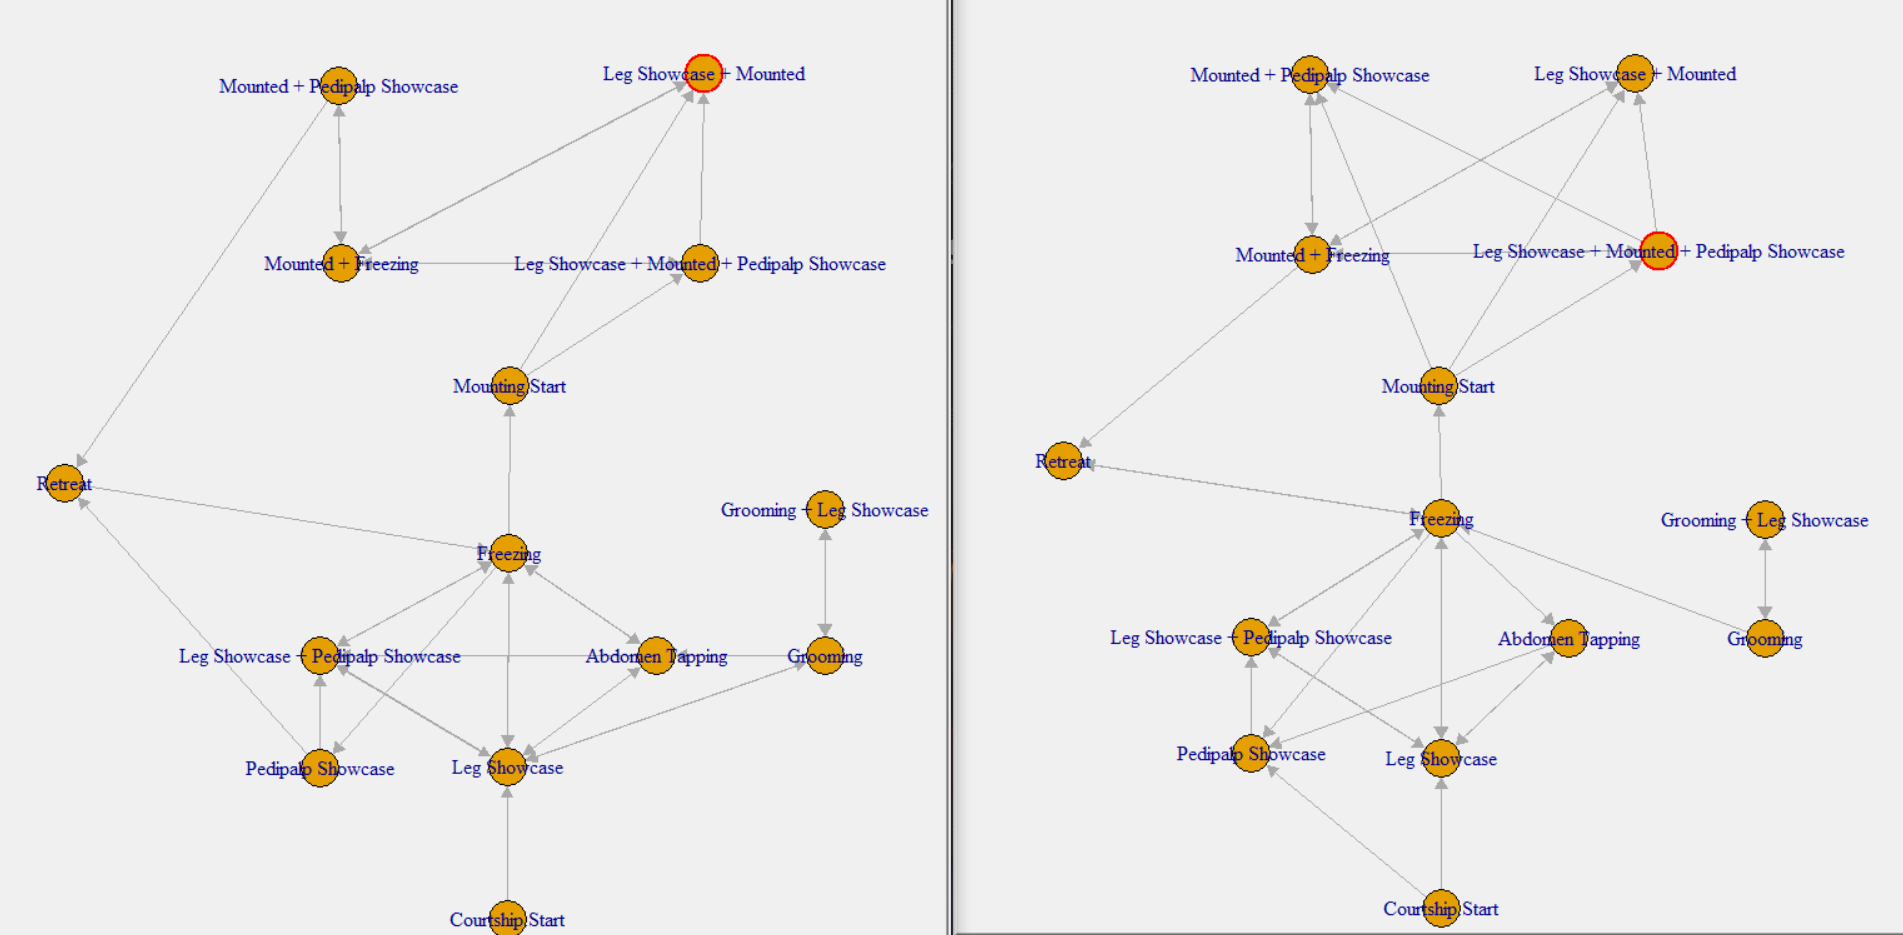 Mounted + Pedipalp Showcase
Leg Showcase + Mounted
Mounted + Freezing
Leg Showcase + Mounted + Pedipalp Showcase
Mounting Start
Retreat
Grooming + Leg Showcase
Freezing
Leg Showcase + Pedipalp Showcase
Abdomen Tapping
Grooming
Pedipalp Showcase
Leg Showcase
Courtship Start
Mounted + Pedipalp Showcase
Leg Showcase + Mounted
Mounted + Freezing
Leg Showcase + Mounted + Pedipalp Showcase
Mounting Start
Retreat
Freezing
Grooming + Leg Showcase
Leg Showcase + Pedipalp Showcase
Abdomen Tapping
Grooming
Pedipalp Showcase
Leg Showcase
Courtship Start